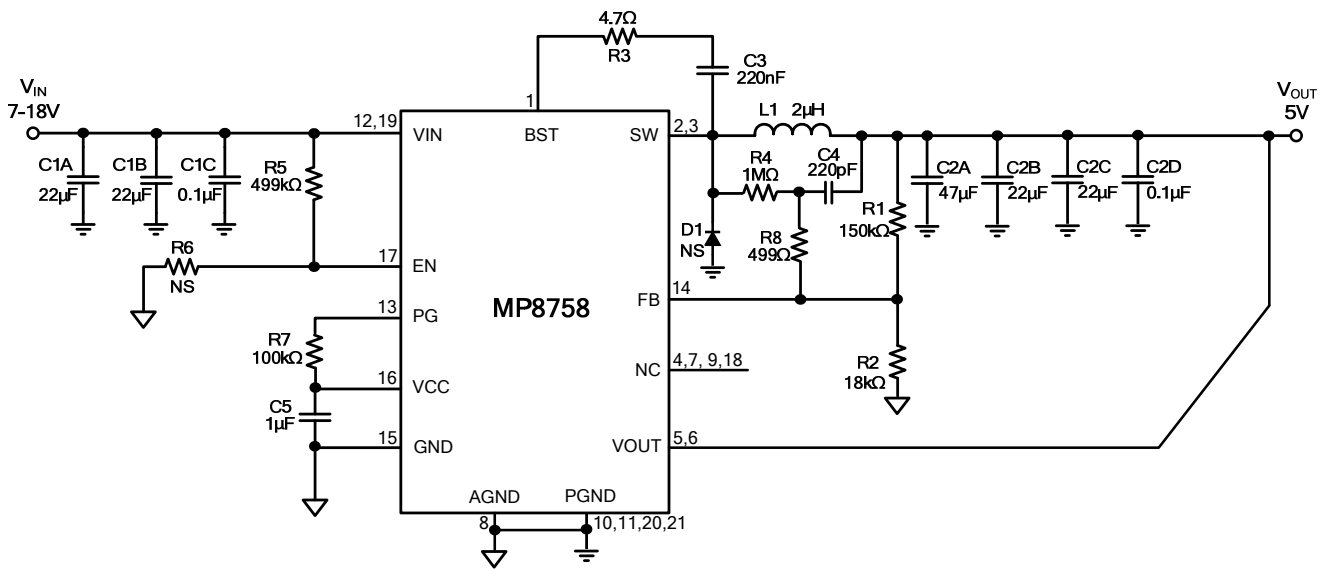 4.7Ω
R3
C3
220nF
VIN
7-18V
VOUT
5V
1
BST
12,19
VIN
SW
2,3
L1 2µH
C1A
22µF
C1B
22µF
C1C
0.1µF
R5
499kΩ
R4
1MΩ
C4
220pF
C2A
47µF
C2B
22µF
C2C
22µF
C2D
0.1µF
R1
150kΩ
D1
NS
R8
499Ω
R6
NS
17
EN
FB
14
MP8758
13
PG
R7
100kΩ
NC
4,7, 9,18
R2
18kΩ
16
VCC
C5
1µF
15
GND
VOUT
5,6
AGND
PGND
8
10,11,20,21